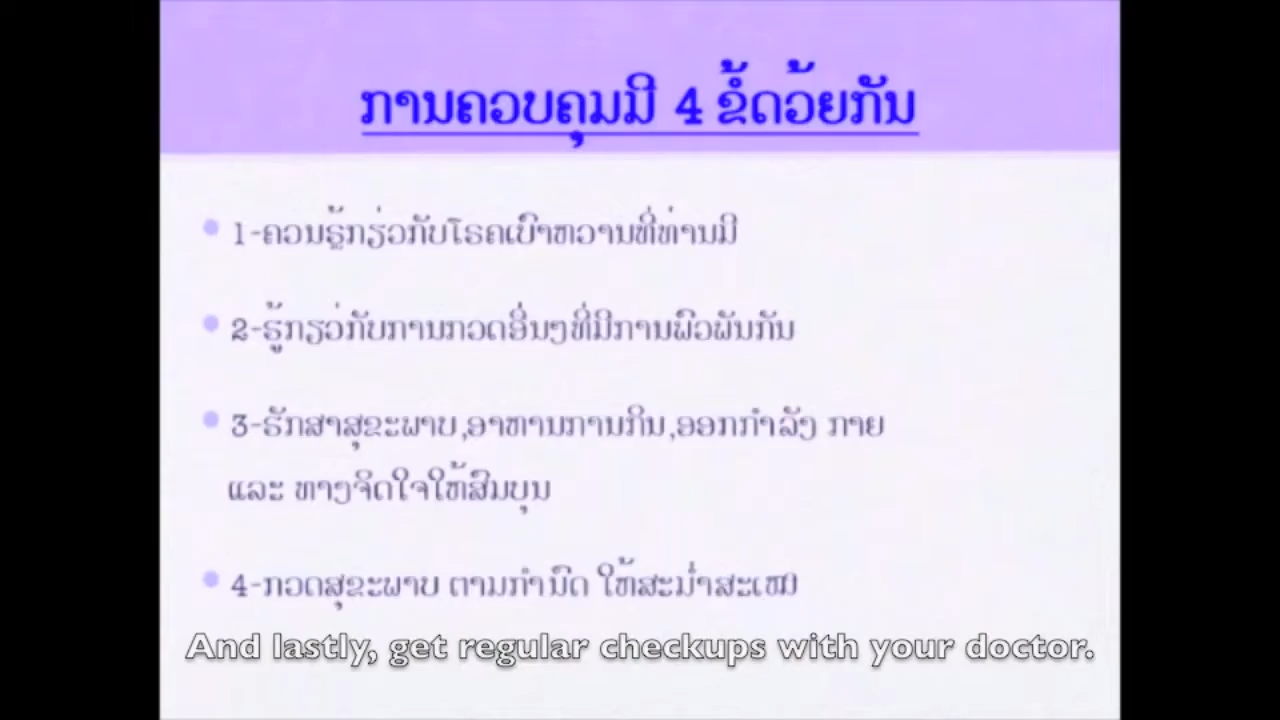 ການຄວບຄຸມມີ 4 ຂໍ້ດວ້ຍກັນ
1-ຄວນຮູ້ກຽ່ວກັບໂຣຄເບົາຫວານທີ່ທ່ານມີ
2-ຮູ້ກຽວ່ກັບການກວດອື່ນໆທີ່ມີການພົວພັນກັນ
3-ຮັກສາສຸຂະພາບ,ອາຫານການກິນ,ອອກກຳລັງ ກາຍ
ແລະ ທາງຈິດໃຈໃຫ້ສົມບຸນ
4-ກວດສຸຂະພາບ ຕາມກຳນົດ ໃຫ້ສະມ່ຳສະເໝີ
And lastly, get regular checkups with your doctor.